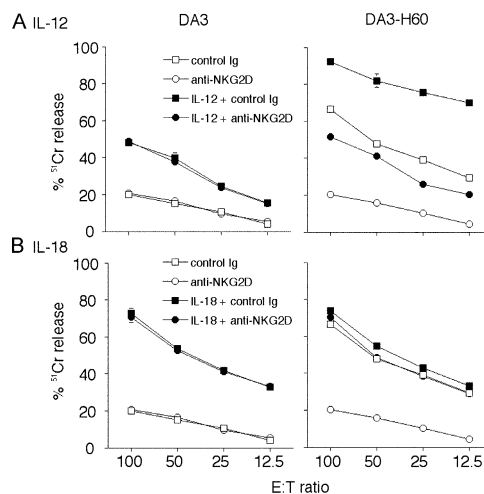 DA3
DA3-H60
A IL-12
100
80
60
40
20
0
% ⁵¹Cr release
control Ig
anti-NKG2D
IL-12 + control Ig
IL-12 + anti-NKG2D
B IL-18
100
80
60
40
20
0
% ⁵¹Cr release
control Ig
anti-NKG2D
IL-18 + control Ig
IL-18 + anti-NKG2D
100 50 25 12.5
100 50 25 12.5
E:T ratio